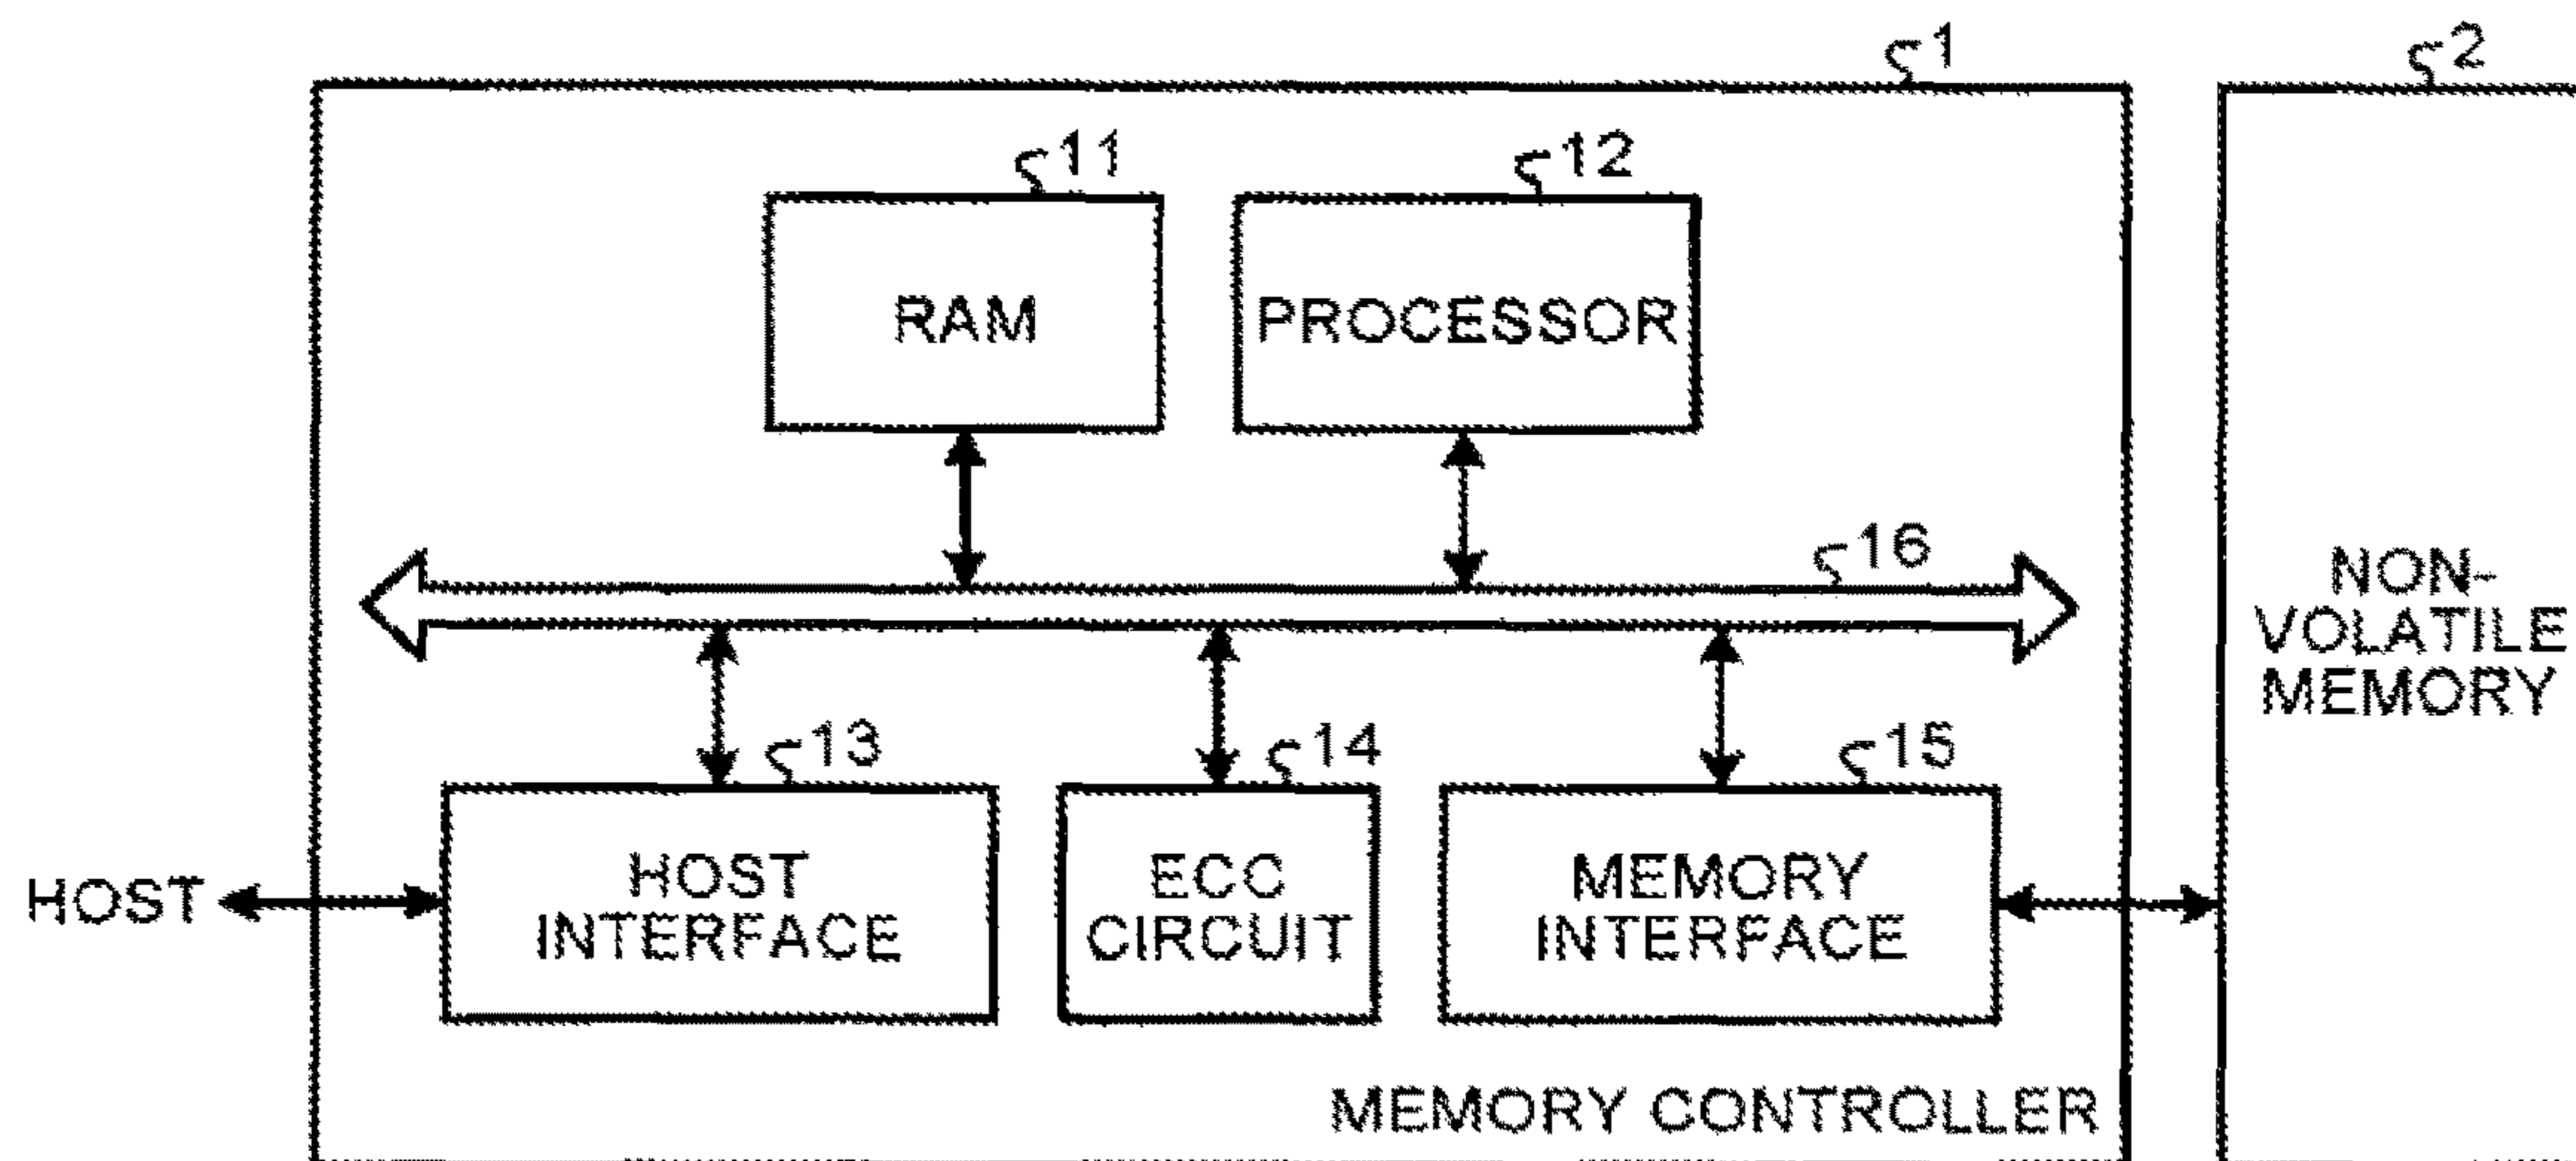 1
2
11
12
RAM
PROCESSOR
16
NON-
VOLATILE
MEMORY
13
14
15
HOST
HOST
INTERFACE
ECC
CIRCUIT
MEMORY
INTERFACE
MEMORY CONTROLLER